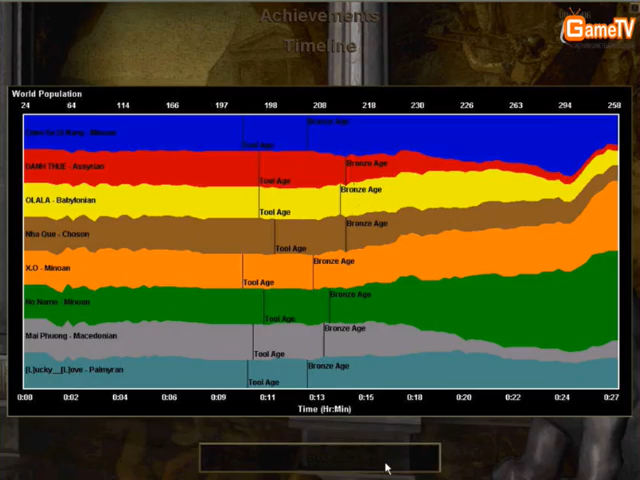 Achievements
Timeline
GameTV
World Population
24 64 114 166 197 198 208 218 230 226 263 294 258
Bronze Age
Tool Age
DANH THUE - Assyrian
Bronze Age
Tool Age
OLALA - Babylonian
Bronze Age
Tool Age
Nha Que - Choson
Bronze Age
Tool Age
X.O - Minoan
Bronze Age
Tool Age
No Name - Minoan
Bronze Age
Tool Age
Mai Phuong - Macedonian
Bronze Age
Tool Age
[L]ucky__[L]ove - Palmyran
Bronze Age
Tool Age
0:00 0:02 0:04 0:06 0:09 0:11 0:13 0:15 0:17 0:20 0:22 0:24 0:27
Time (Hr:Min)